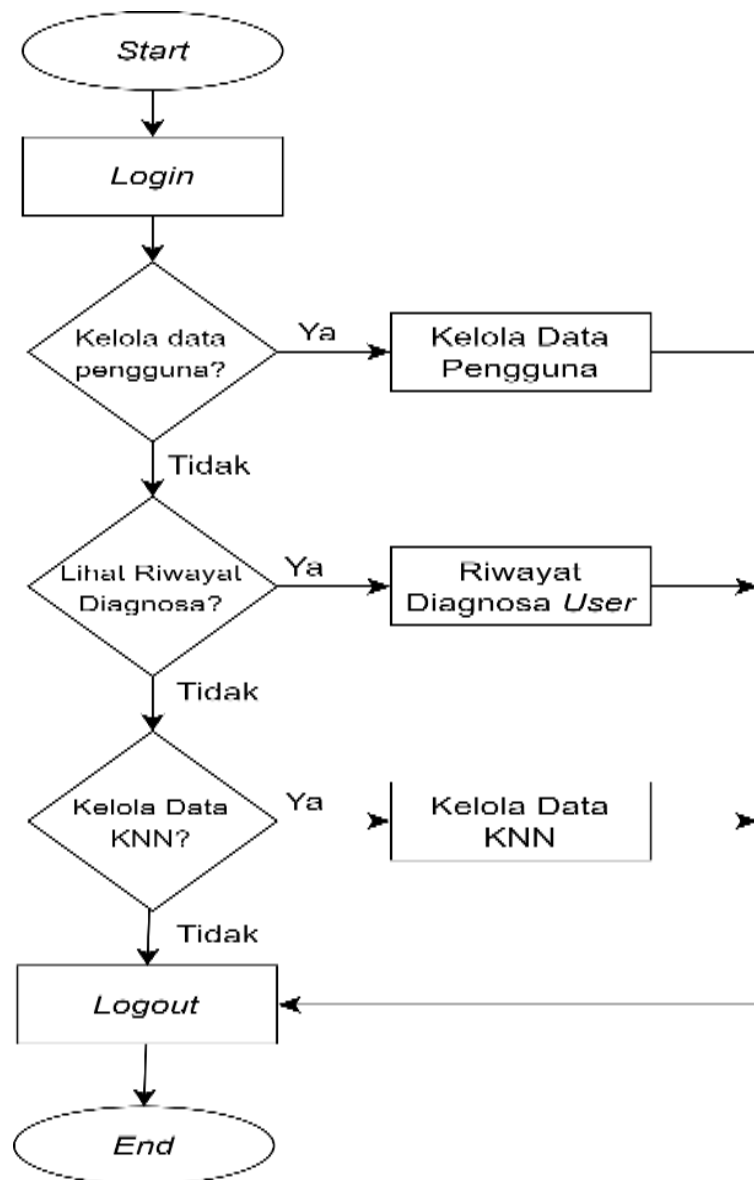 Start
Login
Kelola data
pengguna?
Ya
Kelola Data
Pengguna
Tidak
Lihat Riwayat
Diagnosa?
Ya
Riwayat
Diagnosa User
Tidak
Kelola Data
KNN?
Ya
Kelola Data
KNN
Tidak
Logout
End